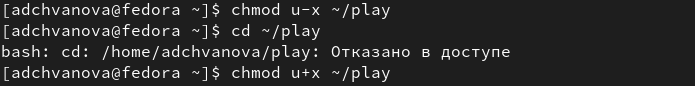 [adchvanova@fedora ~]$ chmod u-x ~/play
[adchvanova@fedora ~]$ cd ~/play
bash: cd: /home/adchvanova/play: Отказано в доступе
[adchvanova@fedora ~]$ chmod u+x ~/play